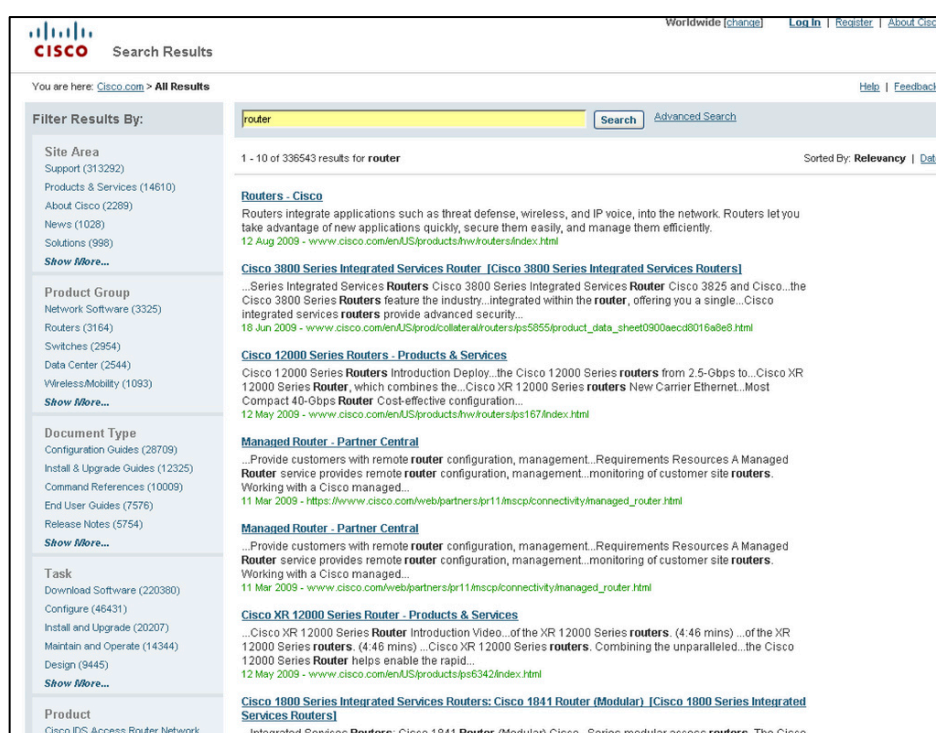 Worldwide [change] Log In | Register | About Cisc
CISCO Search Results
You are here: Cisco.com > All Results Help | Feedback
Filter Results By:
router Search Advanced Search
1 - 10 of 336543 results for router Sorted By: Relevancy | Date
Site Area
Support (313292)
Products & Services (14610)
About Cisco (2289)
News (1028)
Solutions (998)
Show More...
Product Group
Network Software (3325)
Routers (3164)
Switches (2954)
Data Center (2544)
Wireless/Mobility (1093)
Show More...
Document Type
Configuration Guides (28709)
Install & Upgrade Guides (12325)
Command References (10009)
End User Guides (7576)
Release Notes (5754)
Show More...
Task
Download Software (220380)
Configure (46431)
Install and Upgrade (20207)
Maintain and Operate (14344)
Design (9445)
Show More...
Product
Cisco IDS Access Router Network
Routers - Cisco
Routers integrate applications such as threat defense, wireless, and IP voice, into the network. Routers let you
take advantage of new applications quickly, secure them easily, and manage them efficiently.
12 Aug 2009 - www.cisco.com/en/US/products/hw/routers/index.html
Cisco 3800 Series Integrated Services Router [Cisco 3800 Series Integrated Services Routers]
...Series Integrated Services Routers Cisco 3800 Series Integrated Services Router Cisco 3825 and Cisco...the
Cisco 3800 Series Routers feature the industry...integrated within the router, offering you a single...Cisco
integrated services routers provide advanced security...
18 Jun 2009 - www.cisco.com/en/US/prod/collateral/routers/ps5855/product_data_sheet0900aecd8016a8e8.html
Cisco 12000 Series Routers - Products & Services
Cisco 12000 Series Routers Introduction Deploy...the Cisco 12000 Series routers from 2.5-Gbps to...Cisco XR
12000 Series Router, which combines the...Cisco XR 12000 Series routers New Carrier Ethernet...Most
Compact 40-Gbps Router Cost-effective configuration...
12 May 2009 - www.cisco.com/en/US/products/hw/routers/ps167/index.html
Managed Router - Partner Central
...Provide customers with remote router configuration, management...Requirements Resources A Managed
Router service provides remote router configuration, management...monitoring of customer site routers.
Working with a Cisco managed...
11 Mar 2009 - https://www.cisco.com/web/partners/pr11/mscp/connectivity/managed_router.html
Managed Router - Partner Central
...Provide customers with remote router configuration, management...Requirements Resources A Managed
Router service provides remote router configuration, management...monitoring of customer site routers.
Working with a Cisco managed...
11 Mar 2009 - www.cisco.com/web/partners/pr11/mscp/connectivity/managed_router.html
Cisco XR 12000 Series Router - Products & Services
...Cisco XR 12000 Series Router Introduction Video...of the XR 12000 Series routers. (4:46 mins) ...of the XR
12000 Series routers. (4:46 mins) ...Cisco XR 12000 Series routers. Combining the unparalleled...the Cisco
12000 Series Router helps enable the rapid...
12 May 2009 - www.cisco.com/en/US/products/ps6342/index.html
Cisco 1800 Series Integrated Services Routers: Cisco 1841 Router (Modular) [Cisco 1800 Series Integrated
Services Routers]
...Integrated Services Routers: Cisco 1841 Router (Modular) Cisco...Series modular access routers. The Cisco